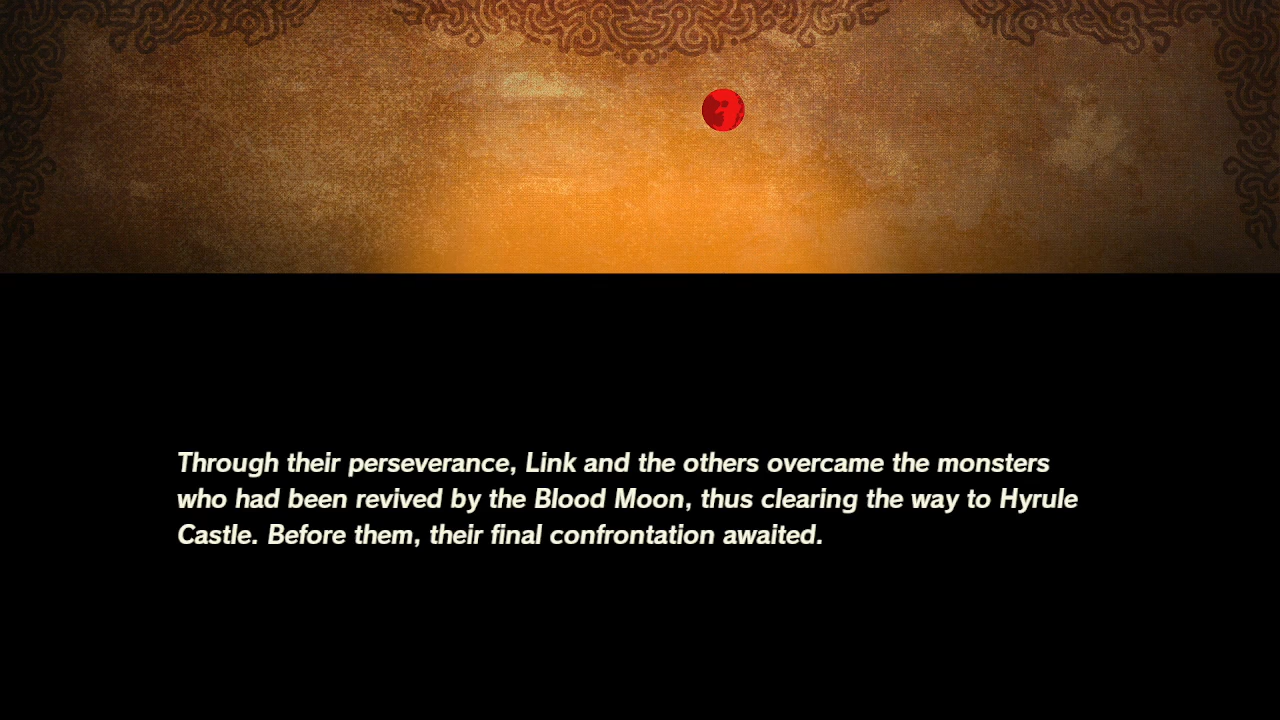 Through their perseverance, Link and the others overcame the monsters
who had been revived by the Blood Moon, thus clearing the way to Hyrule
Castle. Before them, their final confrontation awaited.